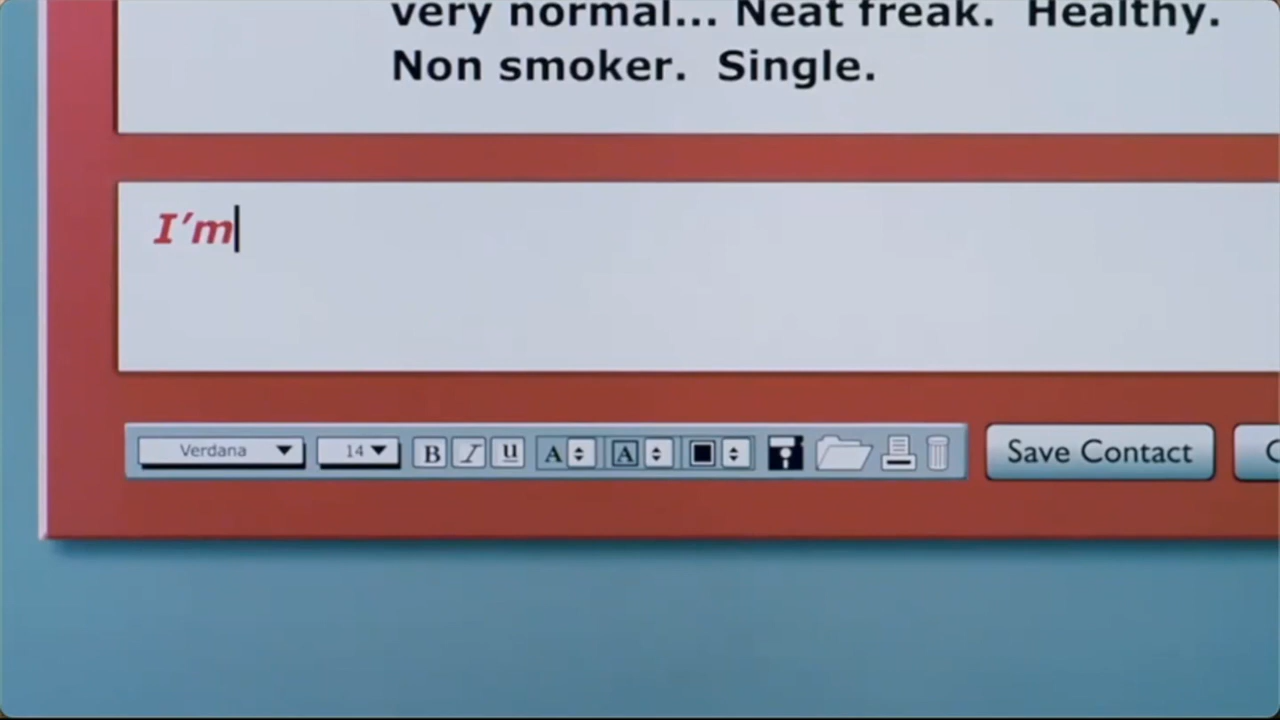 very normal... Neat freak.  Healthy.
Non smoker.  Single.
I'm
Verdana
14
B
I
U
A
A
Save Contact